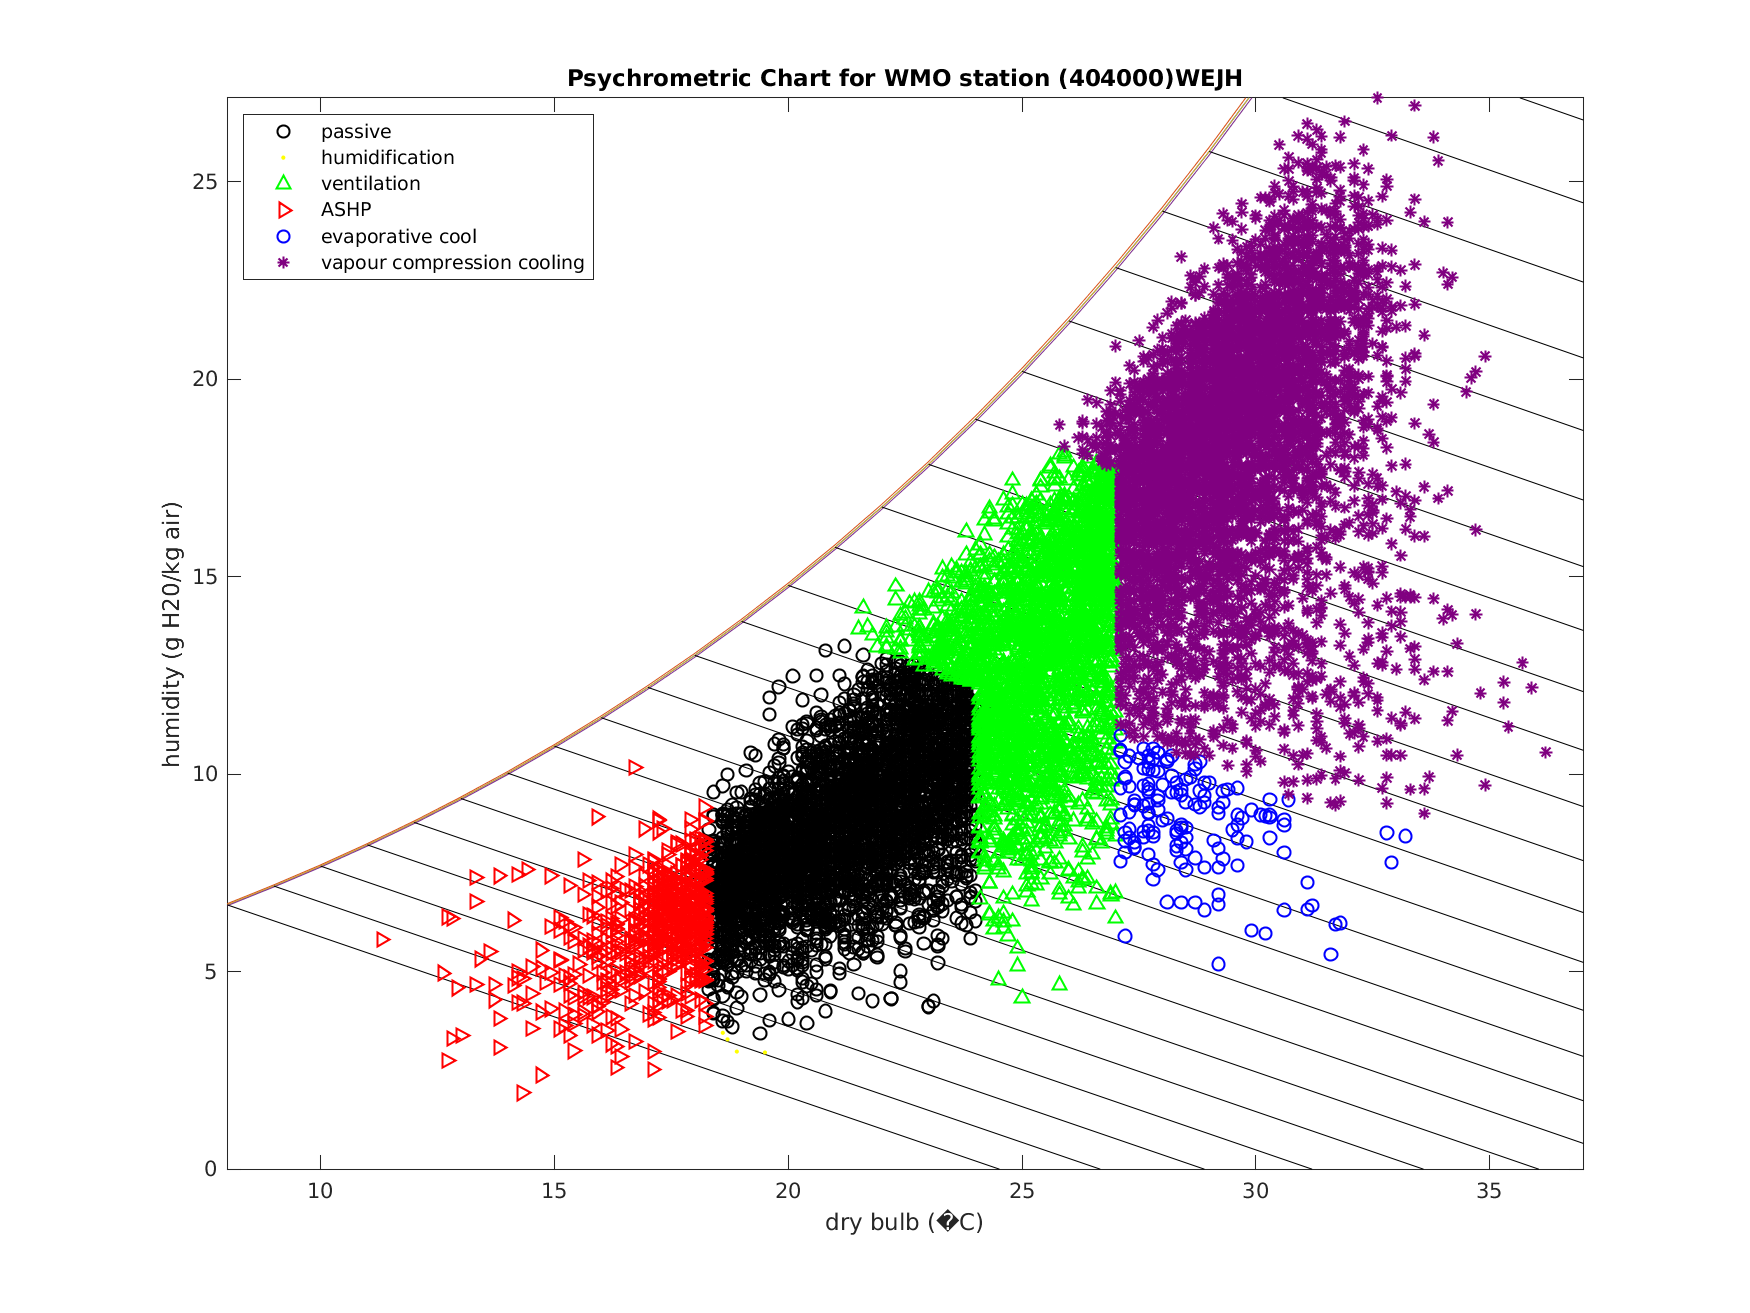 Psychrometric Chart for WMO station (404000)WEJH
passive
humidification
ventilation
ASHP
evaporative cool
vapour compression cooling
humidity (g H20/kg air)
25
20
15
10
5
0
10 15 20 25 30 35
dry bulb (�C)